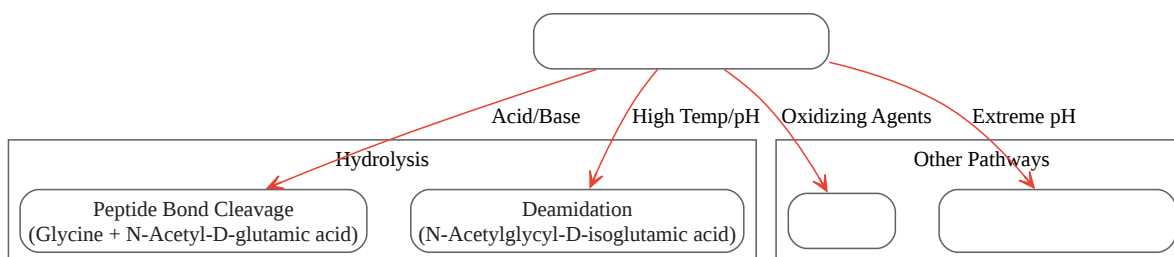 Acid/Base
High Temp/pH
Oxidizing Agents
Extreme pH
Hydrolysis
Other Pathways
Peptide Bond Cleavage
(Glycine + N-Acetyl-D-glutamic acid)
Deamidation
(N-Acetylglycyl-D-isoglutamic acid)